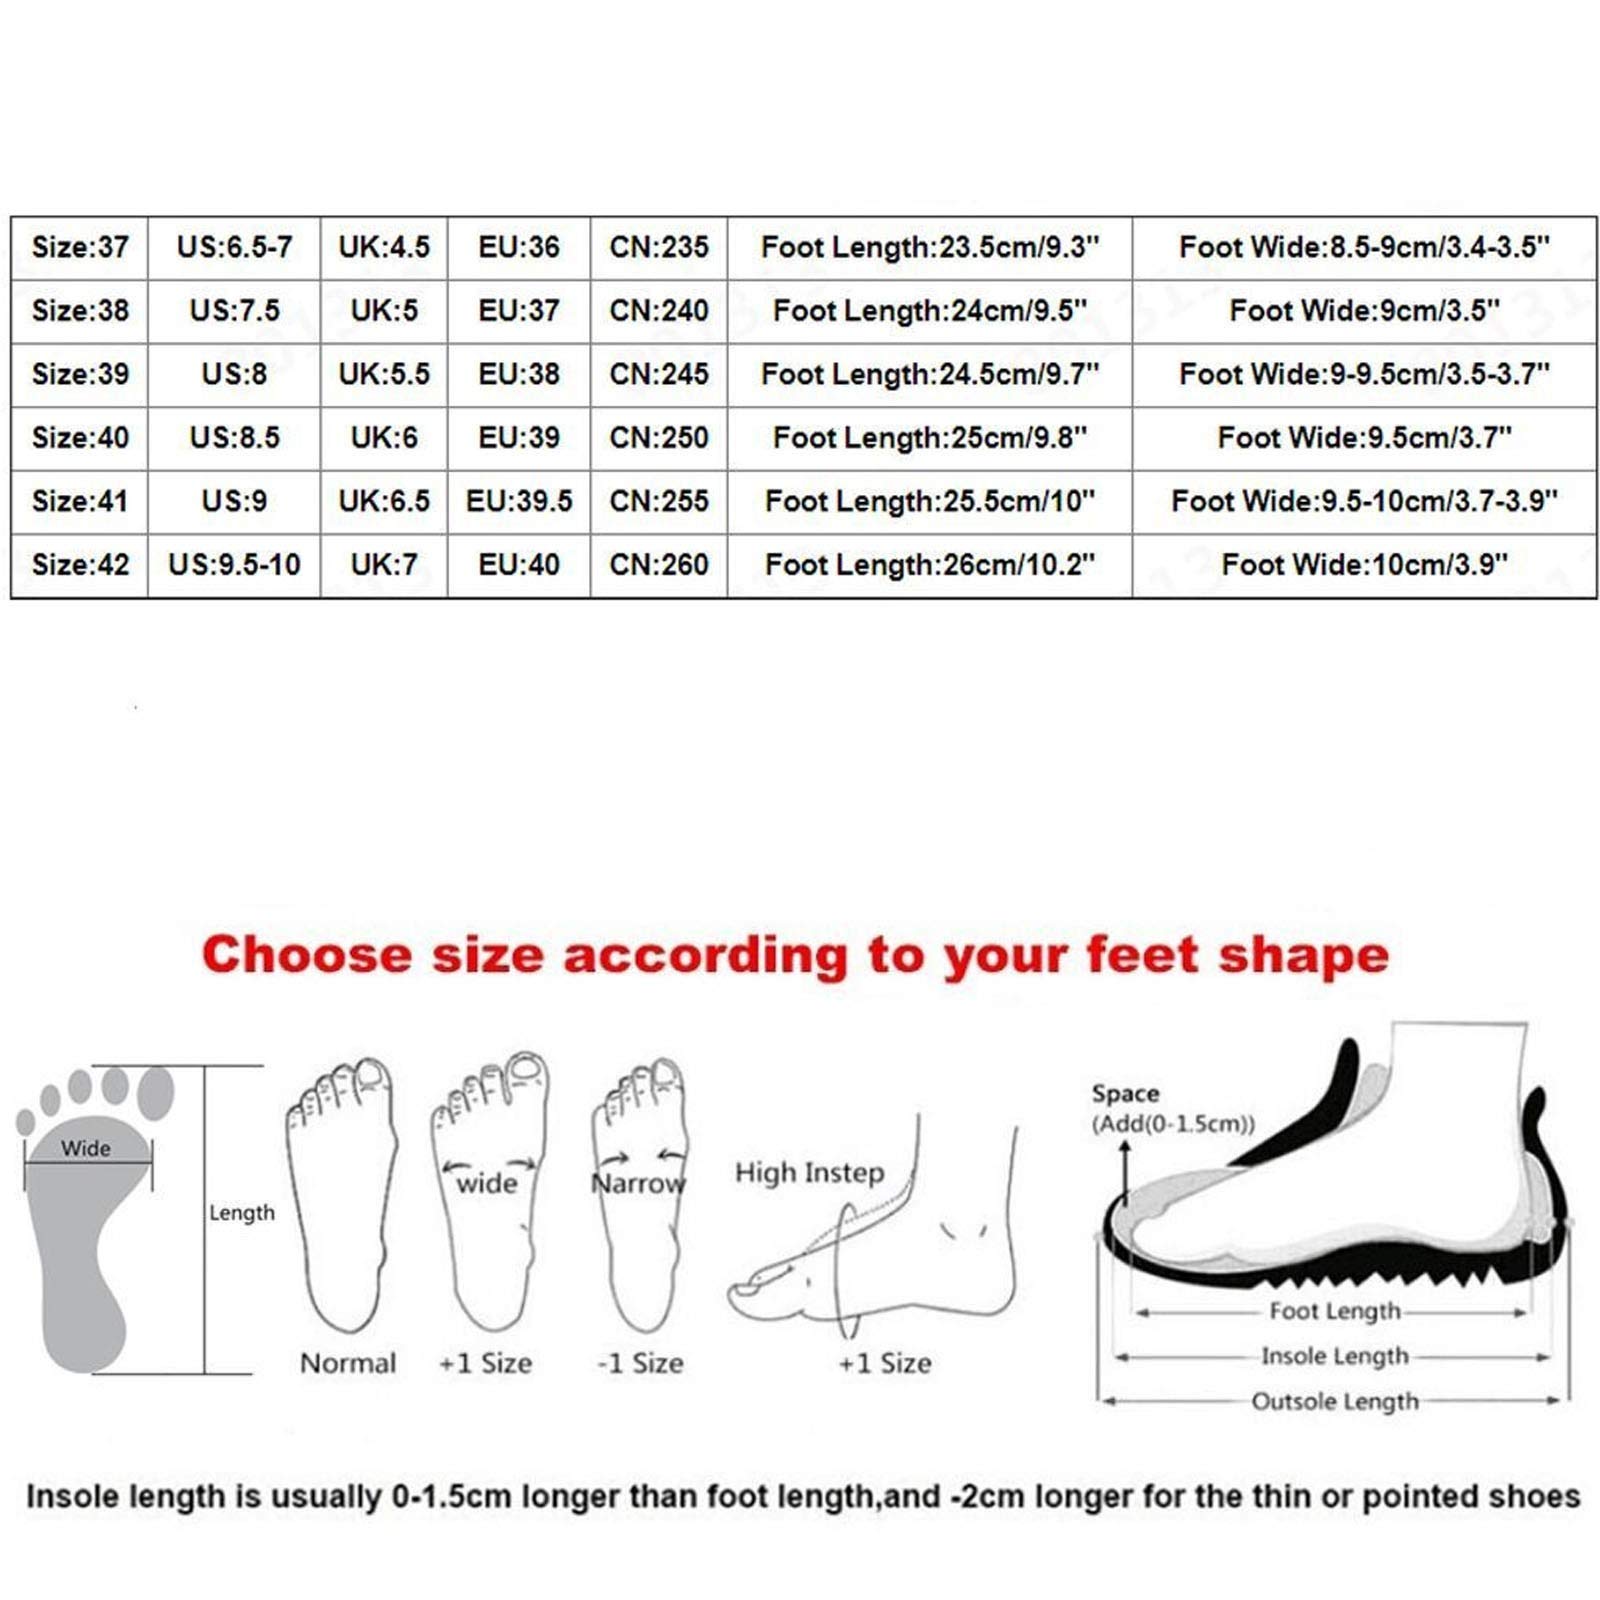 Size:37 US:6.5-7 UK:4.5 EU:36 CN:235 Foot Length:23.5cm/9.3" Foot Wide:8.5-9cm/3.4-3.5"
Size:38 US:7.5 UK:5 EU:37 CN:240 Foot Length:24cm/9.5" Foot Wide:9cm/3.5"
Size:39 US:8 UK:5.5 EU:38 CN:245 Foot Length:24.5cm/9.7" Foot Wide:9-9.5cm/3.5-3.7"
Size:40 US:8.5 UK:6 EU:39 CN:250 Foot Length:25cm/9.8" Foot Wide:9.5cm/3.7"
Size:41 US:9 UK:6.5 EU:39.5 CN:255 Foot Length:25.5cm/10" Foot Wide:9.5-10cm/3.7-3.9"
Size:42 US:9.5-10 UK:7 EU:40 CN:260 Foot Length:26cm/10.2" Foot Wide:10cm/3.9"
Choose size according to your feet shape
Wide
Length
Normal
wide
+1 Size
Narrow
-1 Size
High Instep
+1 Size
Space
(Add(0-1.5cm))
Foot Length
Insole Length
Outsole Length
Insole length is usually 0-1.5cm longer than foot length,and -2cm longer for the thin or pointed shoes